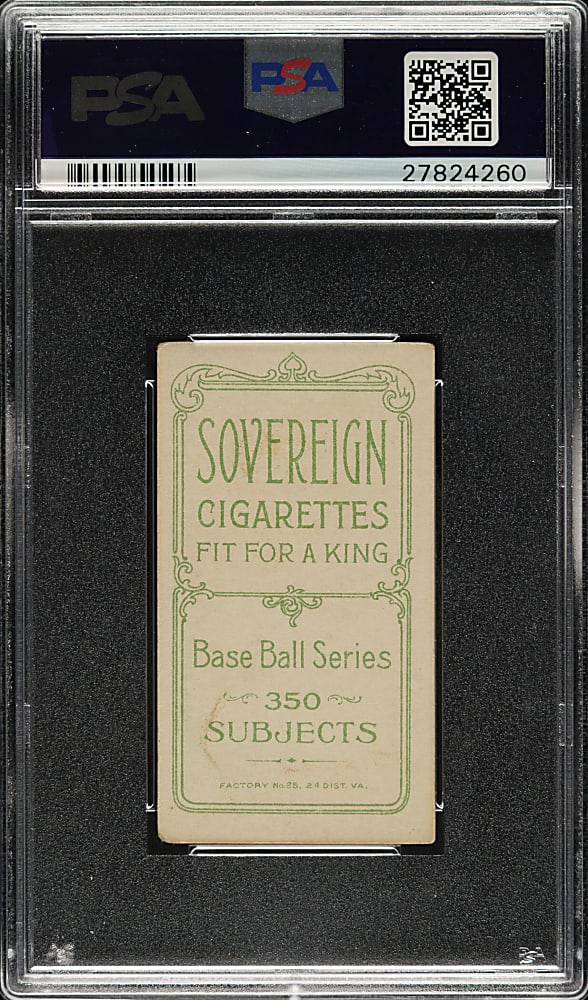 PSA
PSA
27824260
SOVEREIGN
CIGARETTES
FIT FOR A KING
Base Ball Series
350
SUBJECTS
FACTORY No.25, 2d DIST. VA.